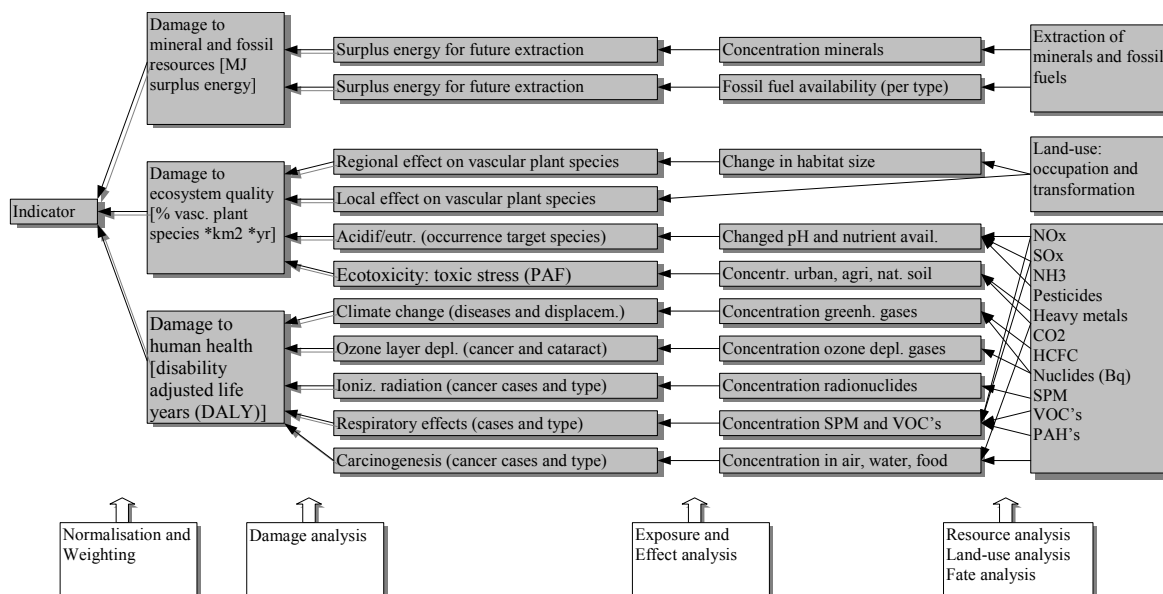 Damage to
mineral and fossil
resources [MJ
surplus energy]
Surplus energy for future extraction
Concentration minerals
Extraction of
minerals and fossil
fuels
Surplus energy for future extraction
Fossil fuel availability (per type)
Indicator
Damage to
ecosystem quality
[% vasc. plant
species *km2 *yr]
Regional effect on vascular plant species
Change in habitat size
Land-use:
occupation and
transformation
Local effect on vascular plant species
Acidif/eutr. (occurrence target species)
Changed pH and nutrient avail.
Ecotoxicity: toxic stress (PAF)
Concentr. urban, agri, nat. soil
NOx
SOx
NH3
Pesticides
Heavy metals
CO2
HCFC
Nuclides (Bq)
SPM
VOC's
PAH's
Damage to
human health
[disability
adjusted life
years (DALY)]
Climate change (diseases and displacem.)
Concentration greenh. gases
Ozone layer depl. (cancer and cataract)
Concentration ozone depl. gases
Ioniz. radiation (cancer cases and type)
Concentration radionuclides
Respiratory effects (cases and type)
Concentration SPM and VOC's
Carcinogenesis (cancer cases and type)
Concentration in air, water, food
Normalisation and
Weighting
Damage analysis
Exposure and
Effect analysis
Resource analysis
Land-use analysis
Fate analysis